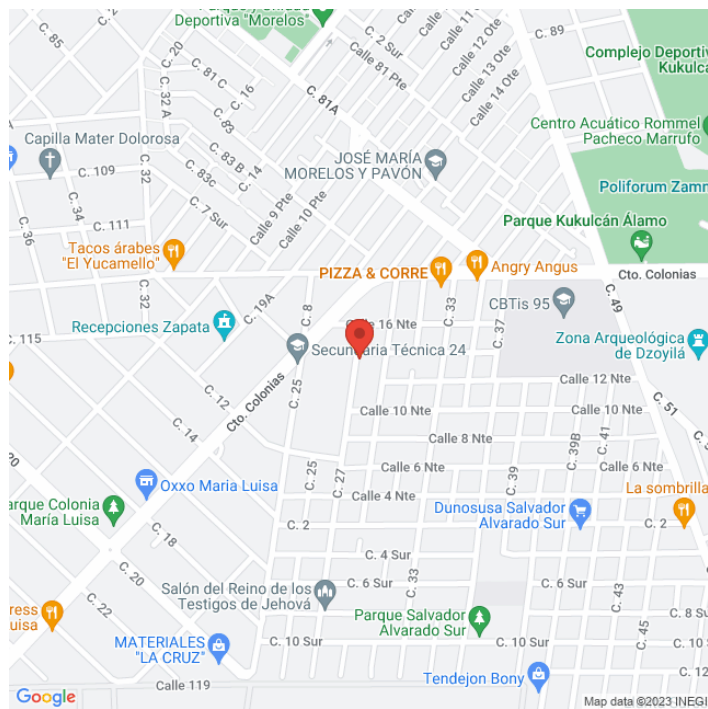 Deportiva "Morelos"
C. 20
C. 85
C. 81 C
C. 16
C. 32 A
C. 83
C. 83 B
C. 14
C. 83c
C. 2 Sur
Calle 81 Pte
C. 81A
Calle 11
Calle 12 Ote
Calle 13 Ote
Calle 14 Ote
C. 89
Complejo Deportiv
Kukulcá
Centro Acuático Rommel
Pacheco Marrufo
Capilla Mater Dolorosa
C. 109
C. 32
C. 34
C. 36
C. 111
C. 7 Sur
Calle 9 Pte
Calle 10 Pte
JOSÉ MARÍA
MORELOS Y PAVÓN
Poliforum Zamn
Parque Kukulcán Álamo
Tacos árabes
"El Yucamello"
PIZZA & CORRE
Angry Angus
Cto. Colonias
C. 32
C. 19A
C. 8
C. 33
C. 37
CBTis 95
C. 49
C. 115
Recepciones Zapata
Calle 16 Nte
Secundaria Técnica 24
Zona Arqueológica
de Dzoyilá
C. 12
C. 14
Cto. Colonias
C. 25
Calle 12 Nte
Calle 10 Nte
Calle 10 Nte
C. 51
Calle 8 Nte
C. 39B
C. 41
Calle 6 Nte
Calle 6 Nte
C. 25
C. 27
C. 39
Calle 4 Nte
Oxxo Maria Luisa
arque Colonia
María Luisa
C. 2
Dunosusa Salvador
Alvarado Sur
La sombrilla
C. 2
C. 18
C. 20
C. 22
C. 4 Sur
C. 6 Sur
C. 6 Sur
C. 33
C. 43
C. 45
C. 8 S
Salón del Reino de los
Testigos de Jehová
Parque Salvador
Alvarado Sur
ress
uisa
MATERIALES
"LA CRUZ"
C. 10 Sur
C. 10 Sur
C. 12
Tendejon Bony
Calle 119
Google
Map data ©2023 INEGI